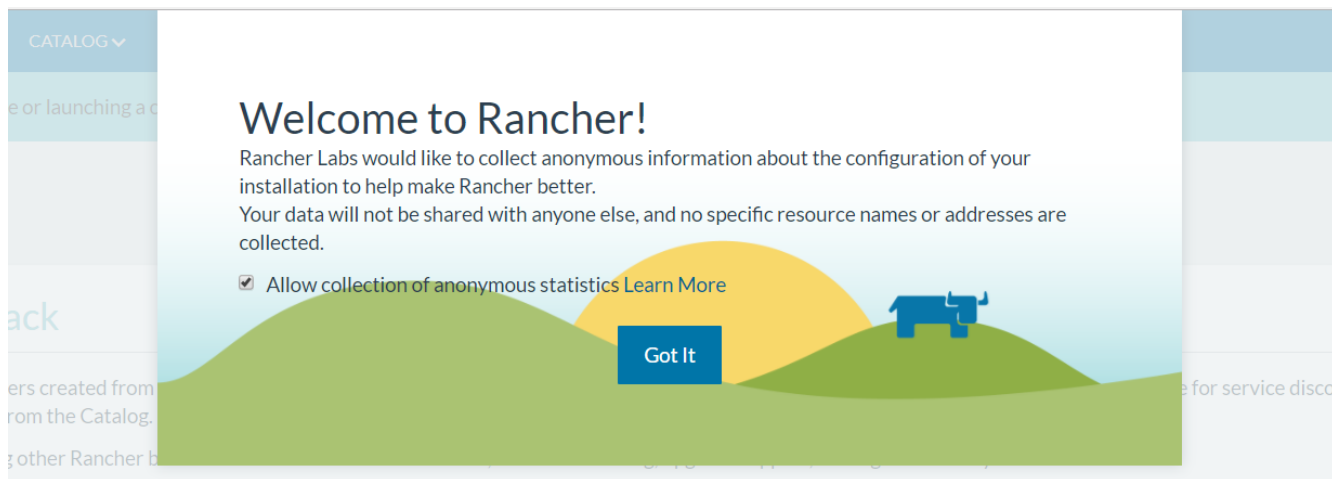 CATALOG
e or launching a c
Welcome to Rancher!
Rancher Labs would like to collect anonymous information about the configuration of your
installation to help make Rancher better.
Your data will not be shared with anyone else, and no specific resource names or addresses are
collected.
Allow collection of anonymous statistics Learn More
ack
Got It
ers created from
e for service disco
rom the Catalog.
g other Rancher b